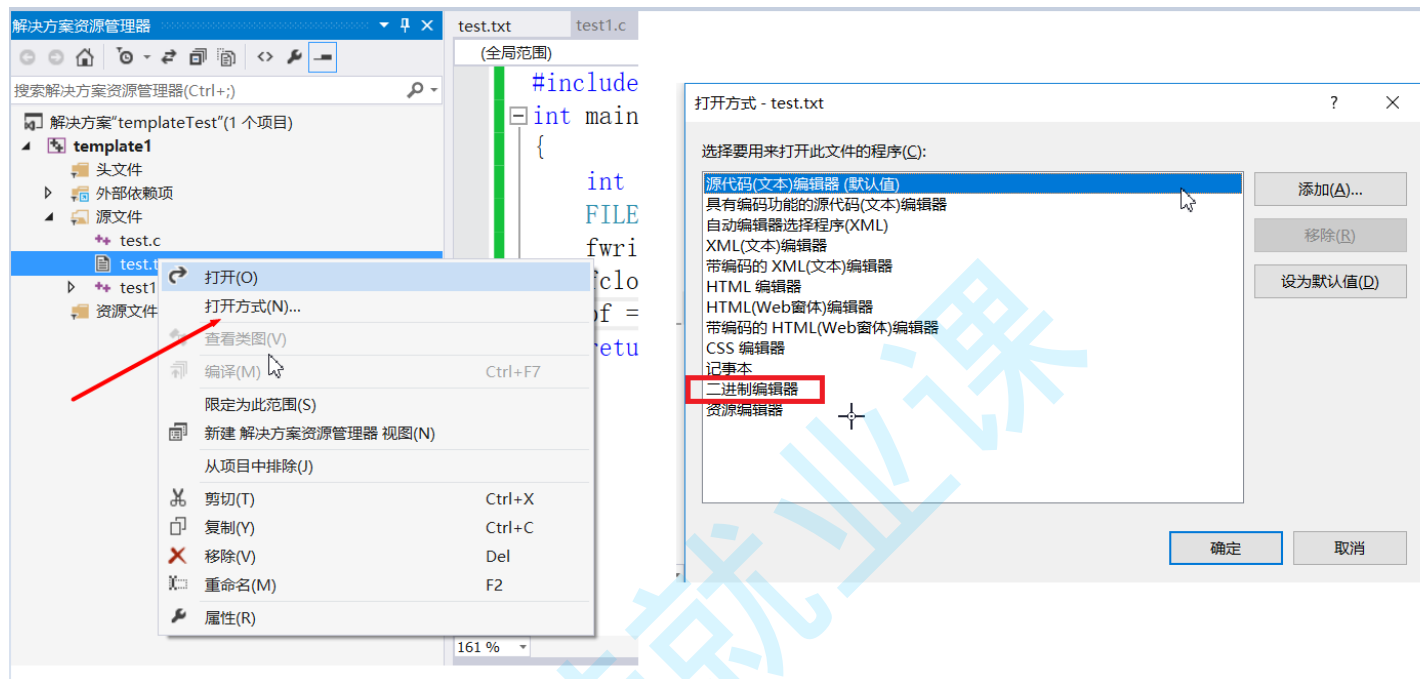 解决方案资源管理器
搜索解决方案资源管理器(Ctrl+;)
解决方案"templateTest"(1 个项目)
template1
头文件
外部依赖项
源文件
test.c
test.t
test1
资源文件
打开(O)
打开方式(N)...
查看类图(V)
编译(M) Ctrl+F7
限定为此范围(S)
新建 解决方案资源管理器 视图(N)
从项目中排除(J)
剪切(T) Ctrl+X
复制(Y) Ctrl+C
移除(V) Del
重命名(M) F2
属性(R)
test.txt test1.c
(全局范围)
#include
int main
{
int
FILE
fwri
fclo
pf =
retu
161 %
打开方式 - test.txt
选择要用来打开此文件的程序(C):
源代码(文本)编辑器 (默认值)
具有编码功能的源代码(文本)编辑器
自动编辑器选择程序(XML)
XML(文本)编辑器
带编码的 XML(文本)编辑器
HTML 编辑器
HTML(Web窗体)编辑器
带编码的 HTML(Web窗体)编辑器
CSS 编辑器
记事本
二进制编辑器
资源编辑器
添加(A)...
移除(R)
设为默认值(D)
确定
取消
就业课